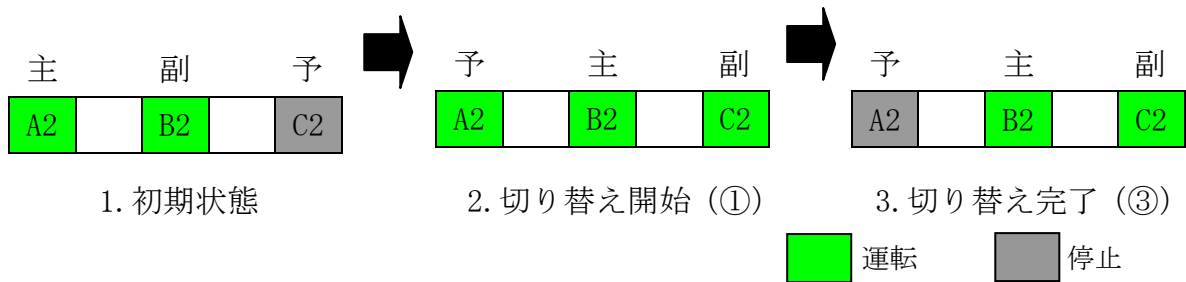 主 副 予
A2 B2 C2
1.初期状態
予 主 副
A2 B2 C2
2.切り替え開始（①）
予 主 副
A2 B2 C2
3.切り替え完了（③）
運転 停止